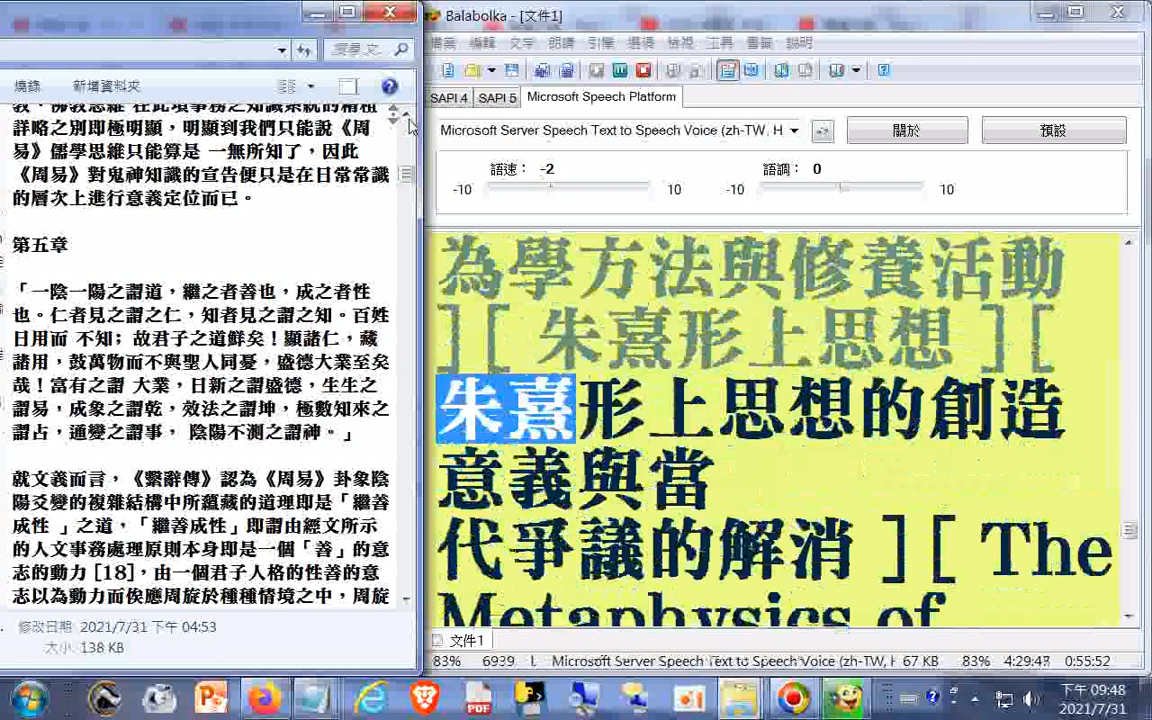 Balabolka - [文件1]
搜尋 文
檔案 編輯 文字 朗讀 引擎 選項 檢視 工具 書籤 說明
燒錄 新增資料夾
SAPI 4 SAPI 5 Microsoft Speech Platform
Microsoft Server Speech Text to Speech Voice (zh-TW, H
關於
預設
語速： -2
語調： 0
-10 10 -10 10
詳略之別即極明顯，明顯到我們只能說《周
易》儒學思維只能算是 一無所知了，因此
《周易》對鬼神知識的宣告便只是在日常常識
的層次上進行意義定位而已。
第五章
「一陰一陽之謂道，繼之者善也，成之者性
也。仁者見之謂之仁，知者見之謂之知。百姓
日用而 不知；故君子之道鮮矣！顯諸仁，藏
諸用，鼓萬物而不與聖人同憂，盛德大業至矣
哉！富有之謂 大業，日新之謂盛德，生生之
謂易，成象之謂乾，效法之謂坤，極數知來之
謂占，通變之謂事， 陰陽不測之謂神。」
就文義而言，《繫辭傳》認為《周易》卦象陰
陽爻變的複雜結構中所蘊藏的道理即是「繼善
成性 」之道，「繼善成性」即謂由經文所示
的人文事務處理原則本身即是一個「善」的意
志的動力 [18]，由一個君子人格的性善的意
志以為動力而俟應周旋於種種情境之中，周旋
修改日期: 2021/7/31 下午 04:53
大小: 138 KB
為學方法與修養活動
][ 朱熹形上思想 ][
朱熹形上思想的創造
意義與當
代爭議的解消 ][ The
Metaphysics of
文件1
83% 6939 Microsoft Server Speech Text to Speech Voice (zh-TW, H 67 KB 83% 4:29:47 0:55:52
下午 09:48
2021/7/31